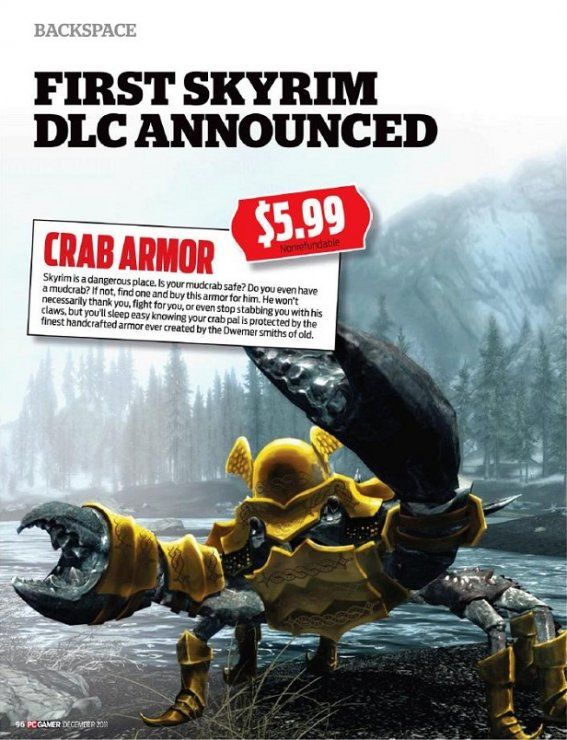 BACKSPACE
FIRST SKYRIM
DLC ANNOUNCED
$5.99
Nonrefundable
CRAB ARMOR
Skyrim is a dangerous place. Is your mudcrab safe? Do you even have
a mudcrab? If not, find one and buy this armor for him. He won't
necessarily thank you, fight for you, or even stop stabbing you with his
claws, but you'll sleep easy knowing your crab pal is protected by the
finest handcrafted armor ever created by the Dwemer smiths of old.
96 PC GAMER DECEMBER 2011